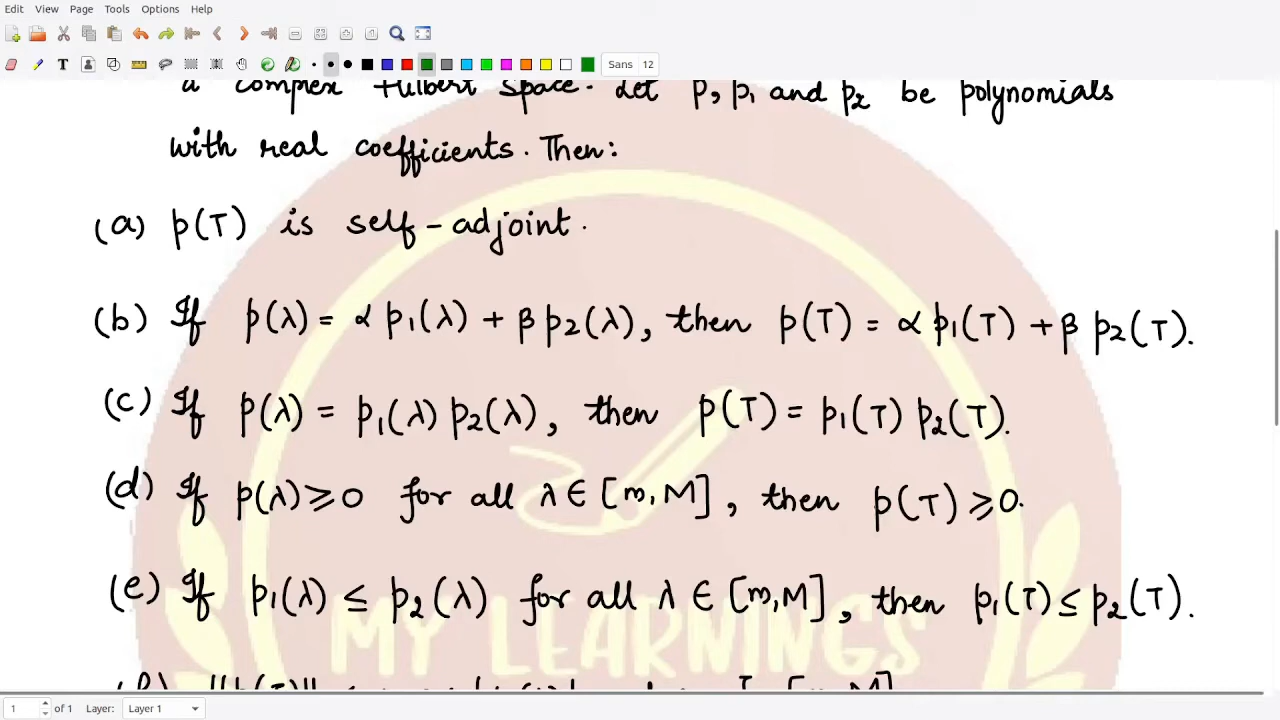 Edit View Page Tools Options Help
Sans 12
a complex Hilbert space. Let p, p₁ and p₂ be polynomials
with real coefficients. Then:
(a) p(T) is self-adjoint.
(b) If p(λ) = α p₁(λ) + β p₂(λ), then p(T) = α p₁(T) + β p₂(T).
(c) If p(λ) = p₁(λ) p₂(λ), then p(T) = p₁(T) p₂(T).
(d) If p(λ) ⩾ 0 for all λ ∈ [m, M], then p(T) ⩾ 0.
(e) If p₁(λ) ≤ p₂(λ) for all λ ∈ [m, M], then p₁(T) ≤ p₂(T).
MY LEARNINGS
1 of 1 Layer: Layer 1